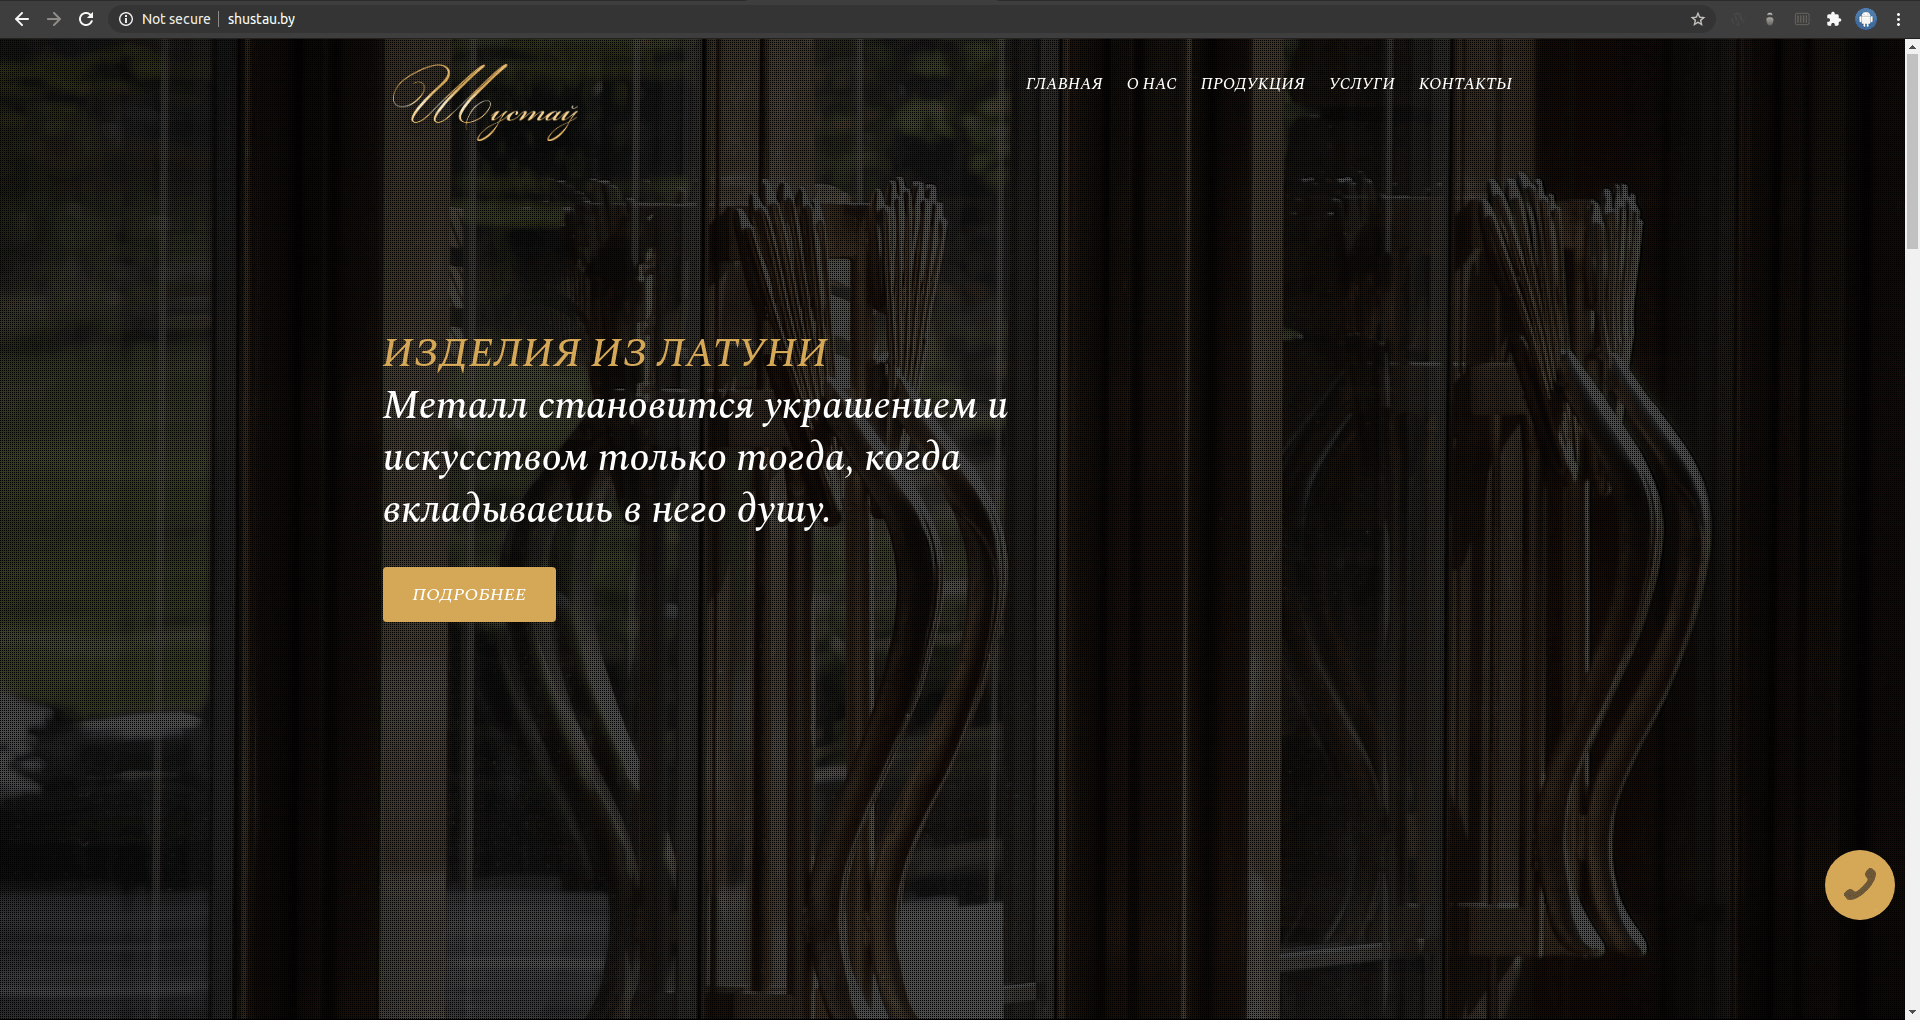 Not secure | shustau.by
Шустаў
ГЛАВНАЯ О НАС ПРОДУКЦИЯ УСЛУГИ КОНТАКТЫ
ИЗДЕЛИЯ ИЗ ЛАТУНИ
Металл становится украшением и
искусством только тогда, когда
вкладываешь в него душу.
ПОДРОБНЕЕ